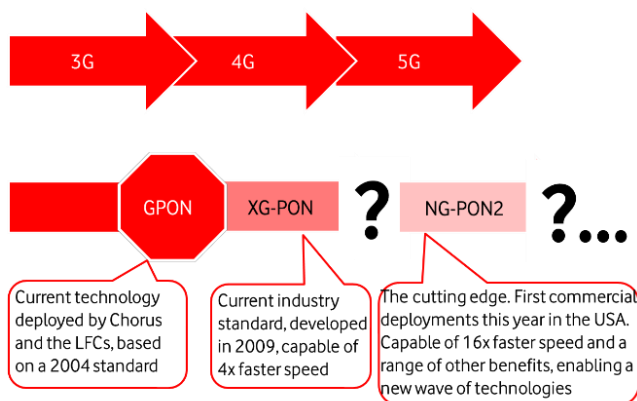 3G 4G 5G
GPON XG-PON ? NG-PON2 ?...
Current technology
deployed by Chorus
and the LFCs, based
on a 2004 standard
Current industry
standard, developed
in 2009, capable of
4x faster speed
The cutting edge. First commercial
deployments this year in the USA.
Capable of 16x faster speed and a
range of other benefits, enabling a
new wave of technologies